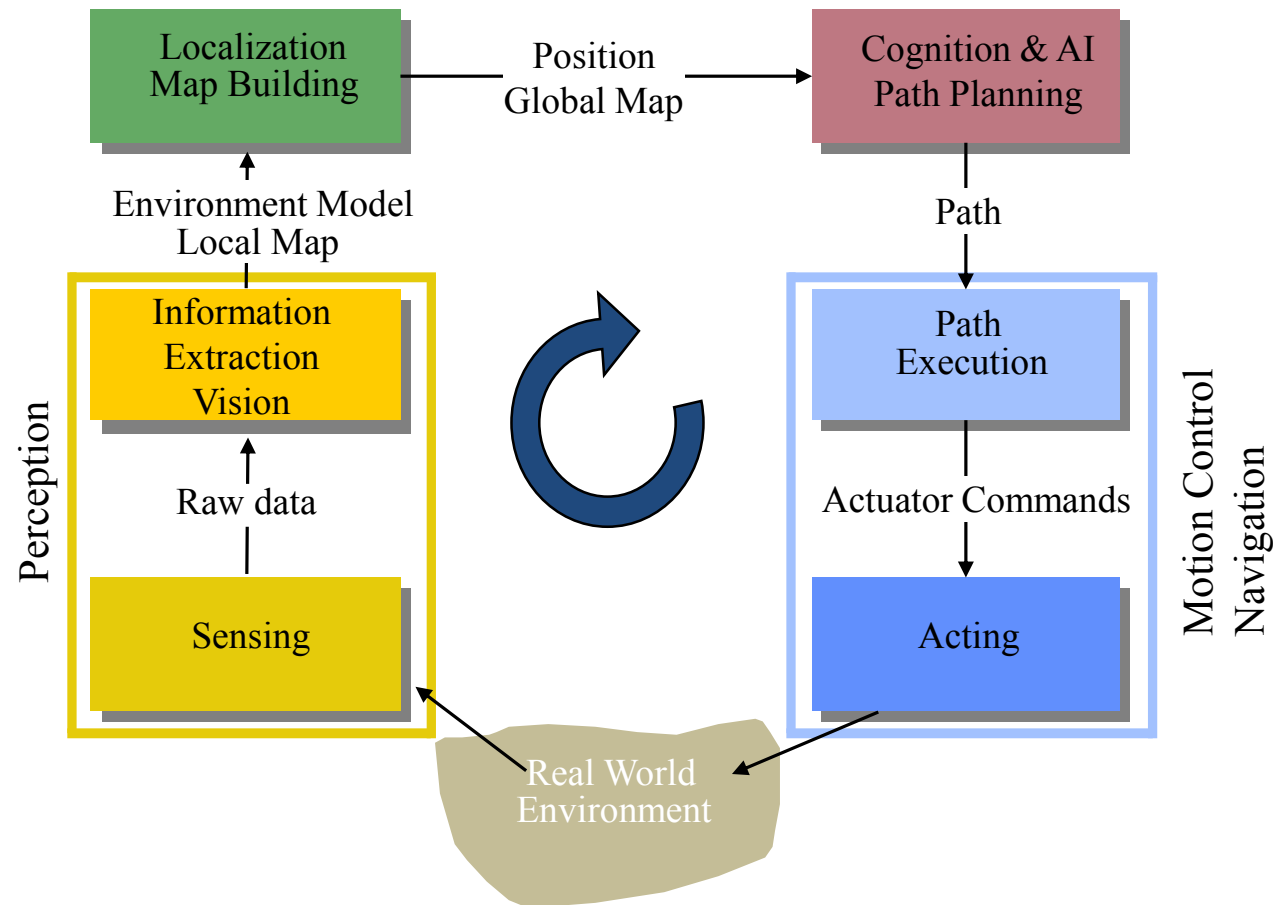 Localization
Map Building
Position
Global Map
Cognition & AI
Path Planning
Environment Model
Local Map
Path
Information
Extraction
Vision
Path
Execution
Perception
Raw data
Actuator Commands
Motion Control
Navigation
Sensing
Acting
Real World
Environment